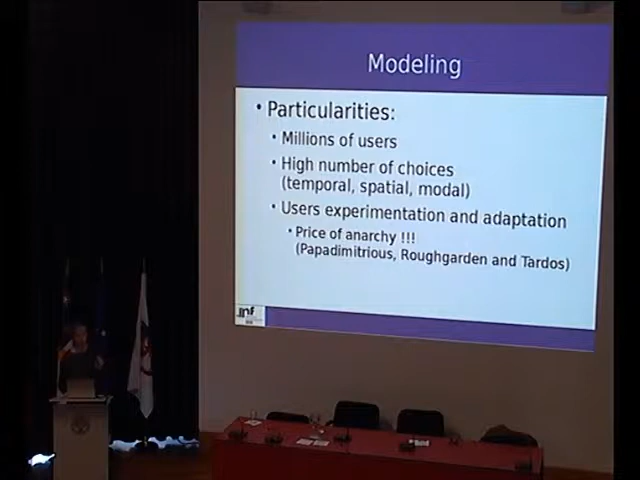 Modeling
• Particularities:
• Millions of users
• High number of choices
(temporal, spatial, modal)
• Users experimentation and adaptation
• Price of anarchy !!!
(Papadimitrious, Roughgarden and Tardos)
inf